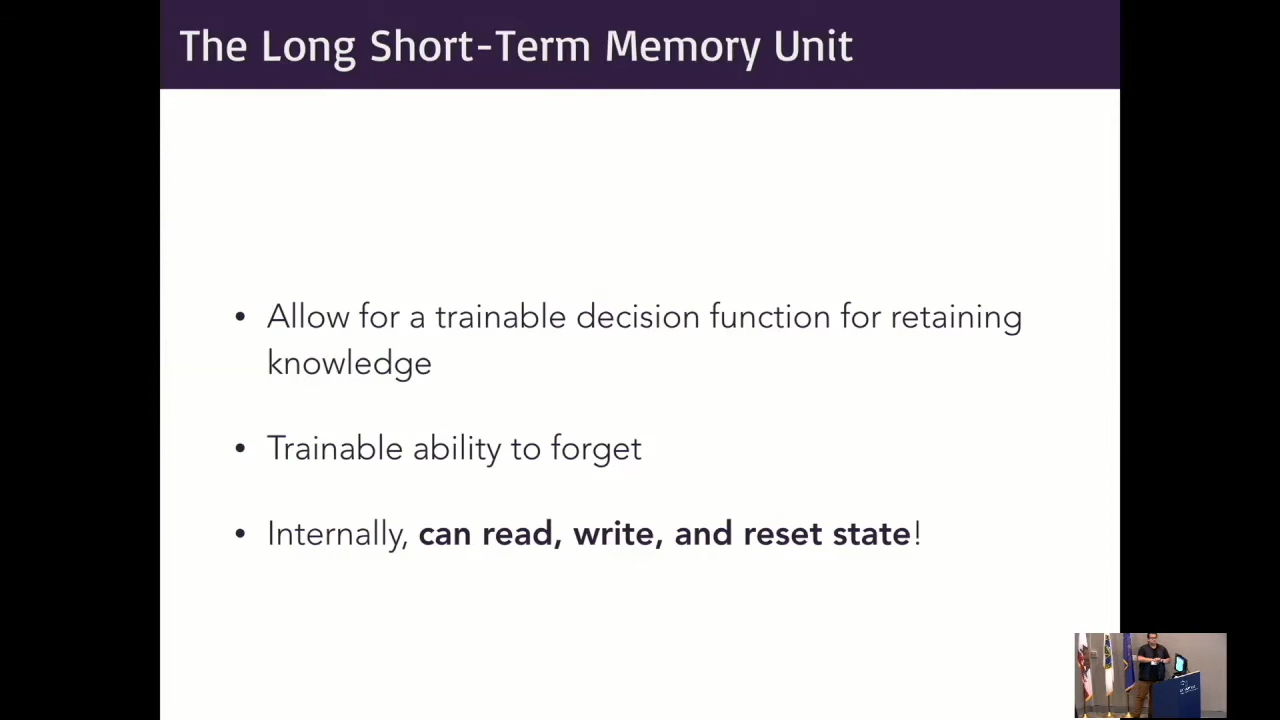 The Long Short-Term Memory Unit
• Allow for a trainable decision function for retaining
knowledge
• Trainable ability to forget
• Internally, can read, write, and reset state!